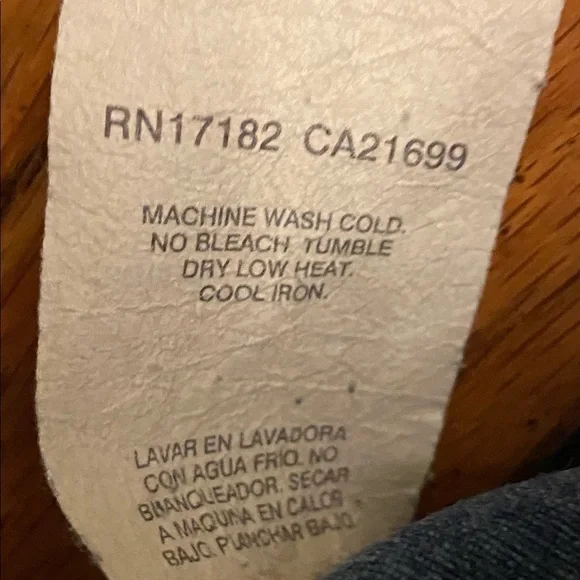 RN17182 CA21699
MACHINE WASH COLD.
NO BLEACH. TUMBLE
DRY LOW HEAT.
COOL IRON.
LAVAR EN LAVADORA
CON AGUA FRIO. NO
BLANQUEADOR. SECAR
A MAQUINA EN CALOR
BAJO. PLANCHAR BAJO.